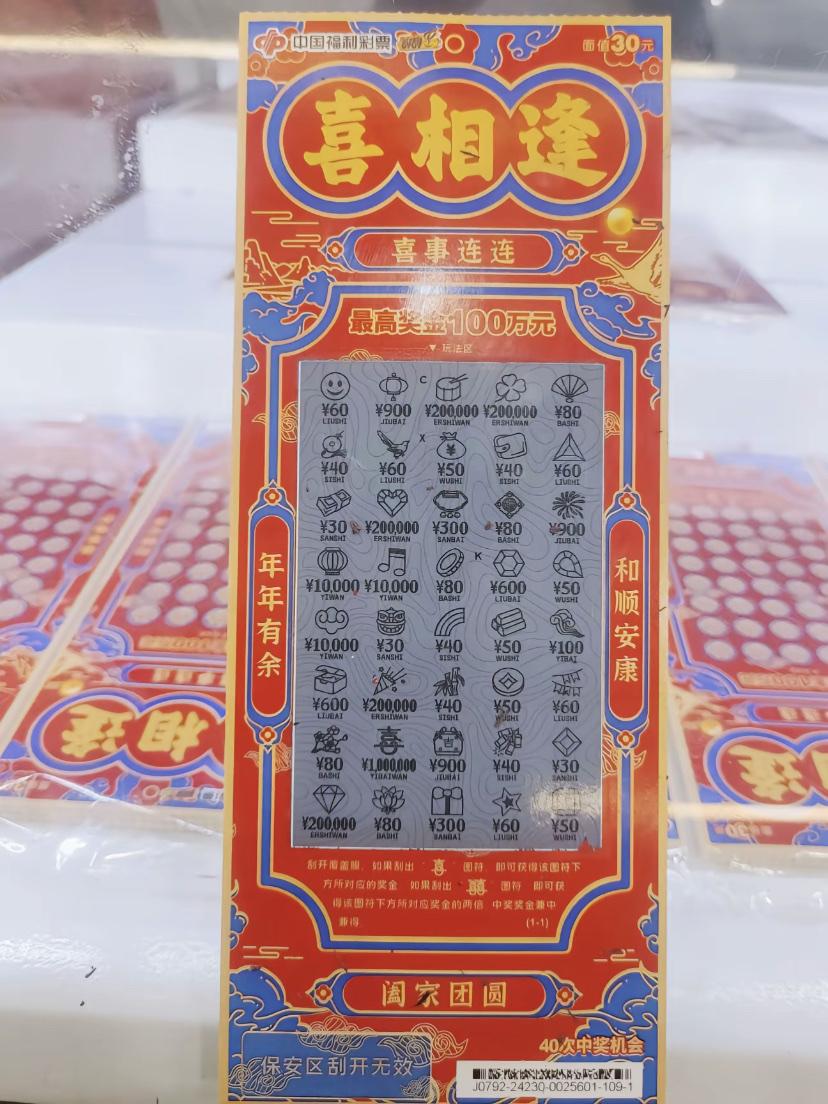 中国福利彩票
面值30元
喜相逢
喜事连连
最高奖金100万元
▼玩法区
C
¥60 ¥900 ¥200,000 ¥200,000 ¥80
LIUSHI JIUBAI ERSHIWAN ERSHIWAN BASHI
X
¥
¥40 ¥60 ¥50 ¥40 ¥60
SISHI LIUSHI WUSHI SISHI LIUSHI
¥30 ¥200,000 ¥300 ¥80 ¥900
SANSHI ERSHIWAN SANBAI BASHI JIUBAI
K
¥10,000 ¥10,000 ¥80 ¥600 ¥50
YIWAN YIWAN BASHI LIUBAI WUSHI
¥10,000 ¥30 ¥40 ¥50 ¥100
YIWAN SANSHI SISHI WUSHI YIBAI
¥600 ¥200,000 ¥40 ¥50 ¥60
LIUBAI ERSHIWAN SISHI WUSHI LIUSHI
喜 吉
¥80 ¥1,000,000 ¥900 ¥40 ¥30
BASHI YIBAIWAN JIUBAI SISHI SANSHI
¥200,000 ¥80 ¥300 ¥60 ¥50
ERSHIWAN BASHI SANBAI LIUSHI WUSHI
年年有余
和顺安康
刮开覆盖膜,如果刮出 喜 图符 即可获得该图符下
方所对应的奖金 如果刮出 囍 图符 即可获
得该图符下方所对应奖金的两倍 中奖奖金兼中
兼得
(1-1)
阖家团圆
40次中奖机会
保安区刮开无效
J0792-24230-0025601-109-1
相逢
相逢